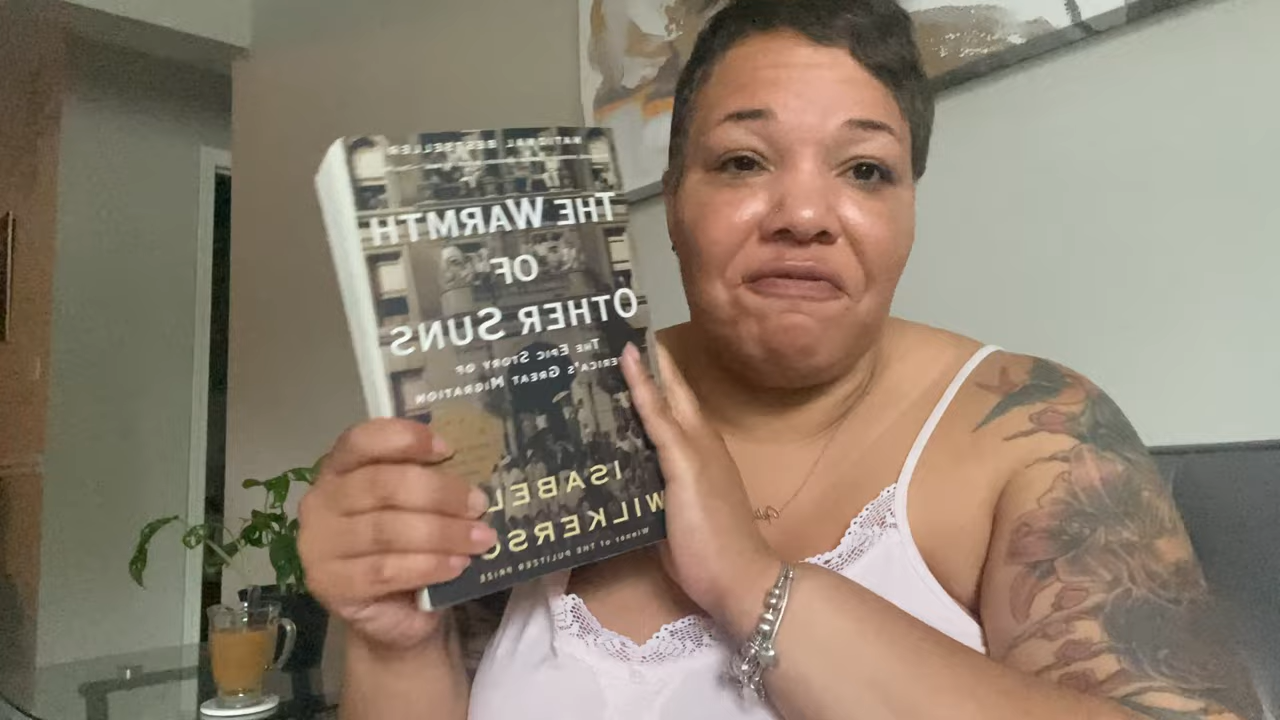 NATIONAL BESTSELLER
THE WARMTH
OF
OTHER SUNS
THE EPIC STORY OF
AMERICA'S GREAT MIGRATION
ISABEL
WILKERSO
WINNER OF THE PULITZER PRIZE